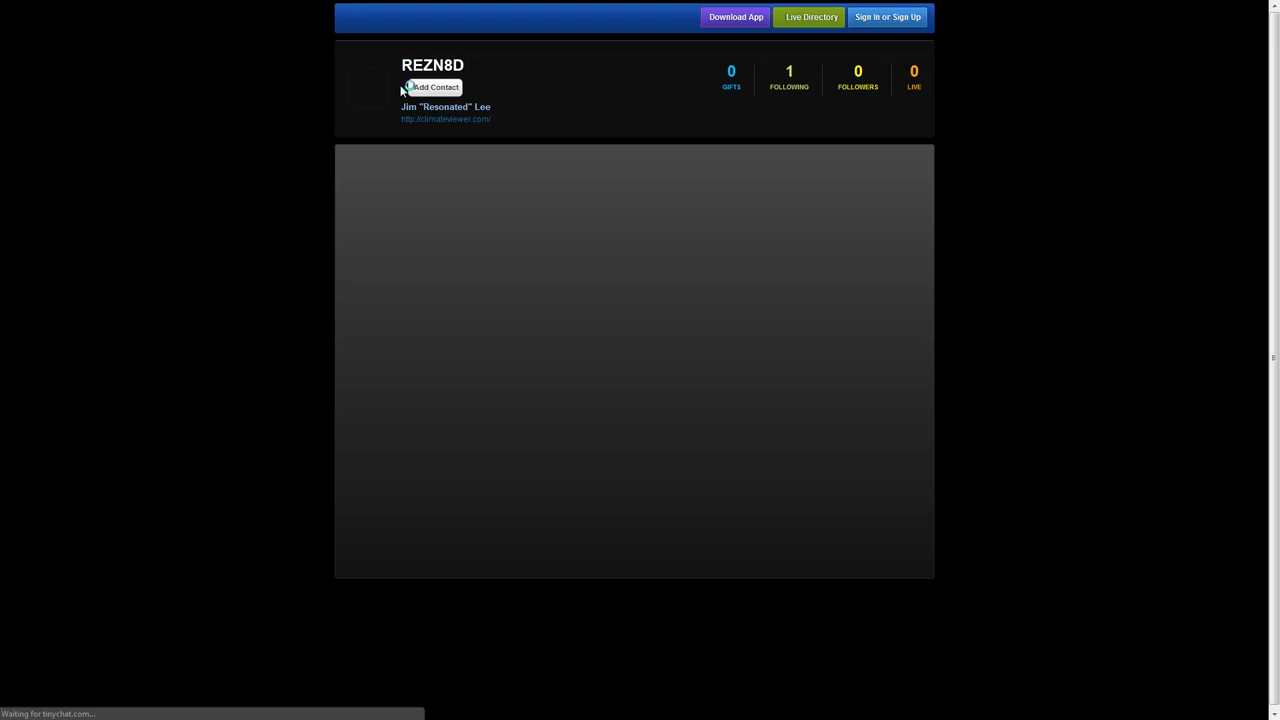 Download App
Live Directory
Sign In or Sign Up
REZN8D
Add Contact
Jim "Resonated" Lee
http://climateviewer.com/
0
GIFTS
1
FOLLOWING
0
FOLLOWERS
0
LIVE
Waiting for tinychat.com...